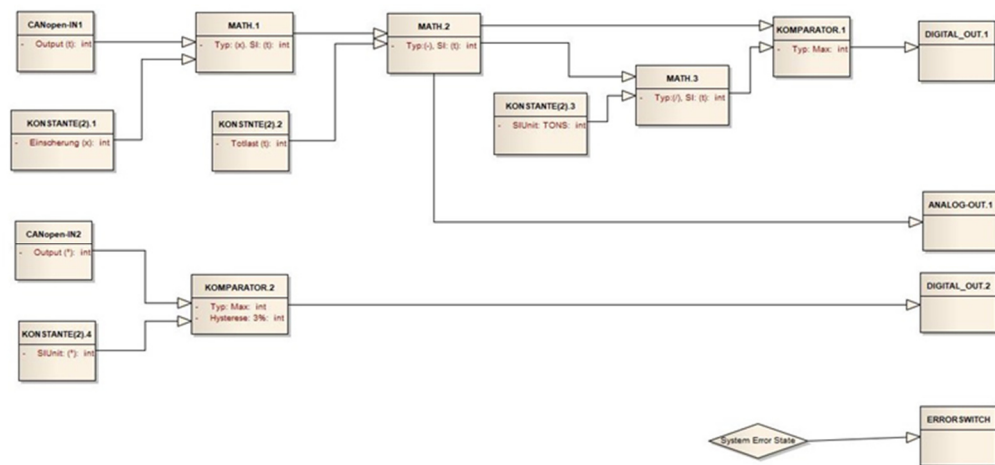 CANopen-IN1
- Output (t): int
MATH.1
- Typ: (x), SI: (t): int
MATH.2
- Typ:(-), SI: (t): int
KOMPARATOR.1
- Typ: Max: int
DIGITAL_OUT.1
MATH.3
- Typ:(/), SI: (t): int
KONSTANTE(2).3
- SIUnit: TONS: int
KONSTANTE(2).1
- Einscherung (x): int
KONSTNTE(2).2
- Totlast (t): int
ANALOG-OUT.1
CANopen-IN2
- Output (°): int
KOMPARATOR.2
- Typ: Max: int
- Hysterese: 3%: int
DIGITAL_OUT.2
KONSTANTE(2).4
- SIUnit: (°): int
System Error State
ERRORSWITCH